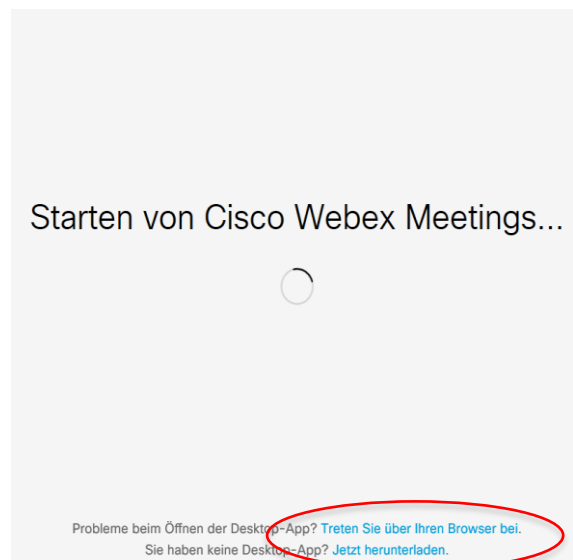 Starten von Cisco Webex Meetings...
Probleme beim Öffnen der Desktop-App? Treten Sie über Ihren Browser bei.
Sie haben keine Desktop-App? Jetzt herunterladen.